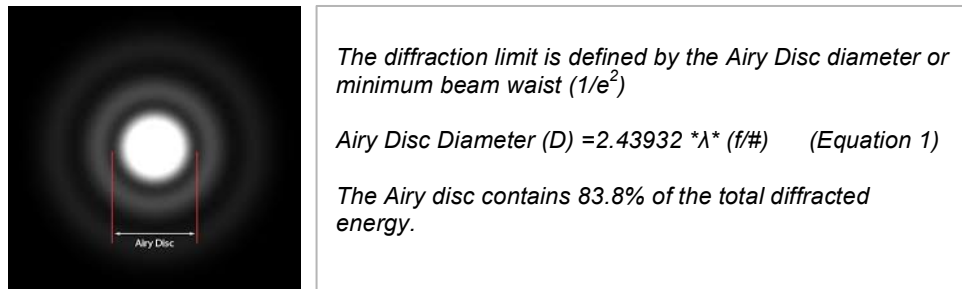 Airy Disc
The diffraction limit is defined by the Airy Disc diameter or
minimum beam waist (1/e²)
Airy Disc Diameter (D) =2.43932 *λ* (f/#) (Equation 1)
The Airy disc contains 83.8% of the total diffracted
energy.